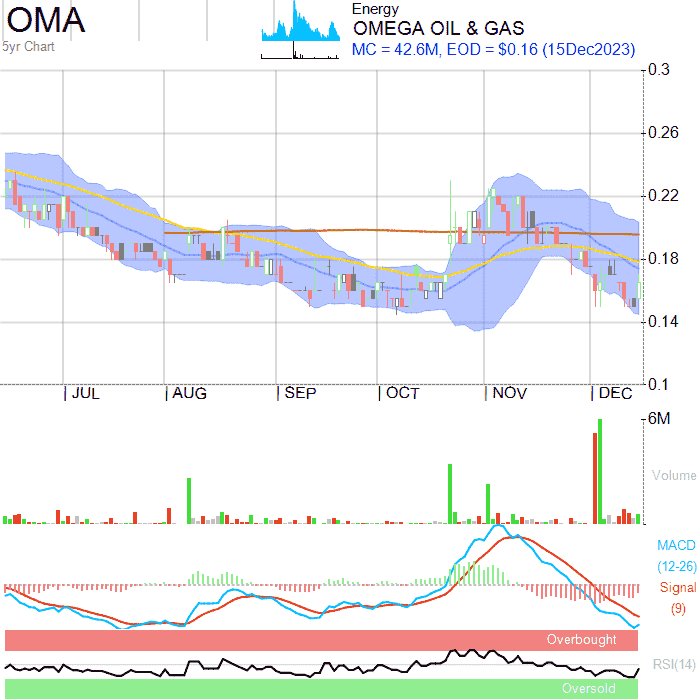 OMA
5yr Chart
Energy
OMEGA OIL & GAS
MC = 42.6M, EOD = $0.16 (15Dec2023)
0.3
0.26
0.22
0.18
0.14
0.1
JUL AUG SEP OCT NOV DEC
6M
Volume
MACD
(12-26)
Signal
(9)
Overbought
RSI(14)
Oversold